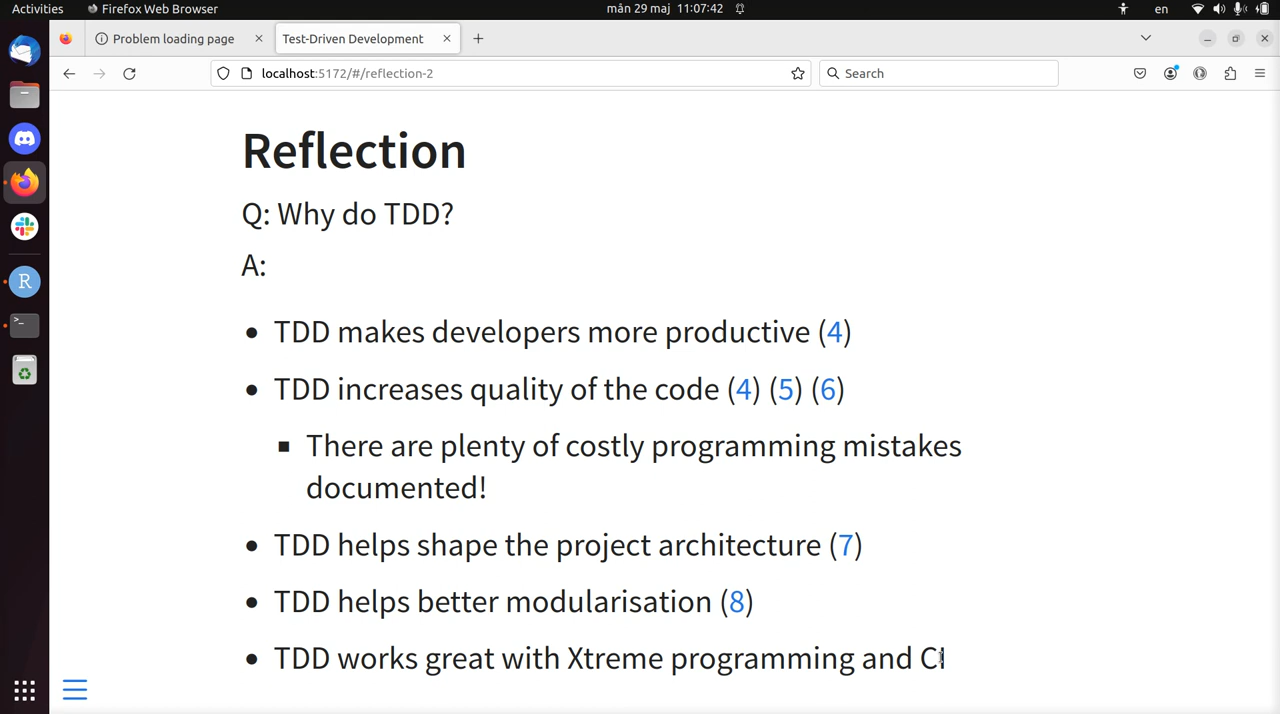 Activities
Firefox Web Browser
mån 29 maj 11:07:42
en
Problem loading page
Test-Driven Development
localhost:5172/#/reflection-2
Search
Reflection
Q: Why do TDD?
A:
• TDD makes developers more productive (4)
• TDD increases quality of the code (4) (5) (6)
▪ There are plenty of costly programming mistakes
documented!
• TDD helps shape the project architecture (7)
• TDD helps better modularisation (8)
• TDD works great with Xtreme programming and CI
R